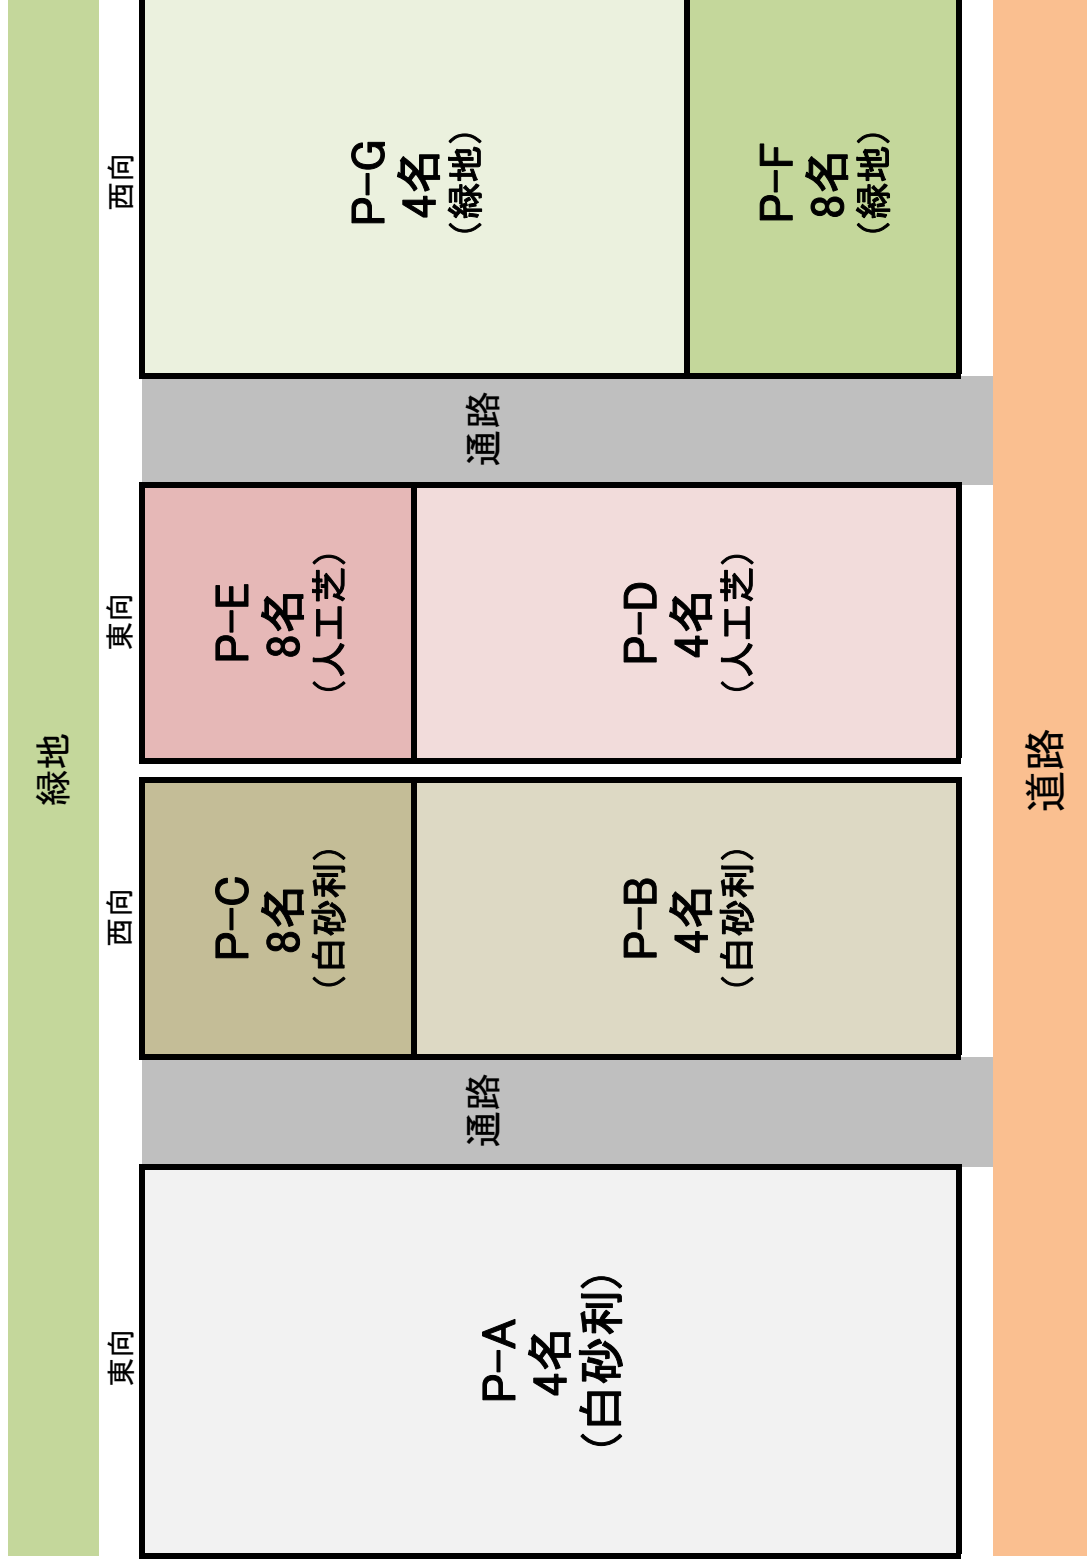 緑地
西向
P−G
4名
（緑地）
P−F
8名
（緑地）
通路
東向
P−E
8名
（人工芝）
P−D
4名
（人工芝）
西向
P−C
8名
（白砂利）
P−B
4名
（白砂利）
通路
東向
P−A
4名
（白砂利）
道路